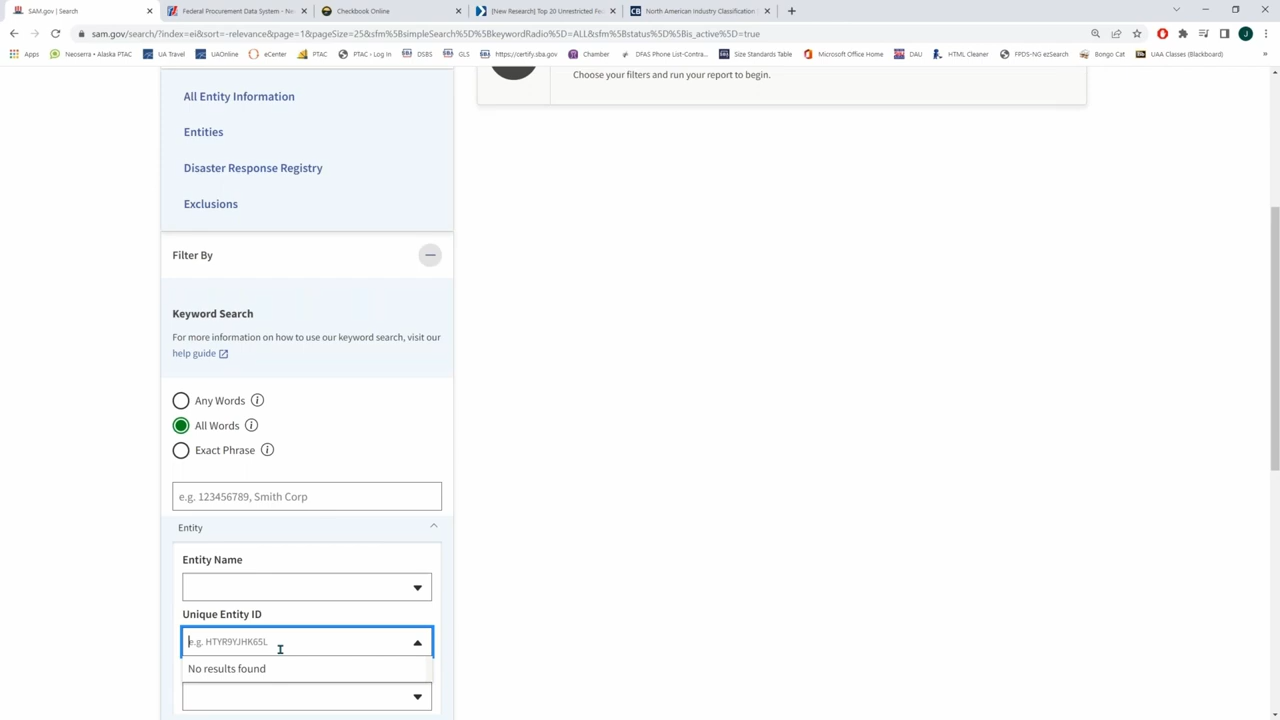 SAM.gov | Search
Federal Procurement Data System - Ne
Checkbook Online
[New Research] Top 20 Unrestricted Fe
North American Industry Classification
sam.gov/search/?index=ei&sort=-relevance&page=1&pageSize=25&sfm%5BsimpleSearch%5D%5BkeywordRadio%5D=ALL&sfm%5Bstatus%5D%5Bis_active%5D=true
J
Apps
Neoserra • Alaska PTAC
UA Travel
UAOnline
eCenter
PTAC
PTAC › Log In
DSBS
GLS
https://certify.sba.gov
Chamber
DFAS Phone List-Contra...
Size Standards Table
Microsoft Office Home
DAU
HTML Cleaner
FPDS-NG ezSearch
Bongo Cat
UAA Classes (Blackboard)
»
Choose your filters and run your report to begin.
All Entity Information
Entities
Disaster Response Registry
Exclusions
Filter By
Keyword Search
For more information on how to use our keyword search, visit our
help guide
Any Words
All Words
Exact Phrase
e.g. 123456789, Smith Corp
Entity
Entity Name
Unique Entity ID
e.g. HTYR9YJHK65L
No results found